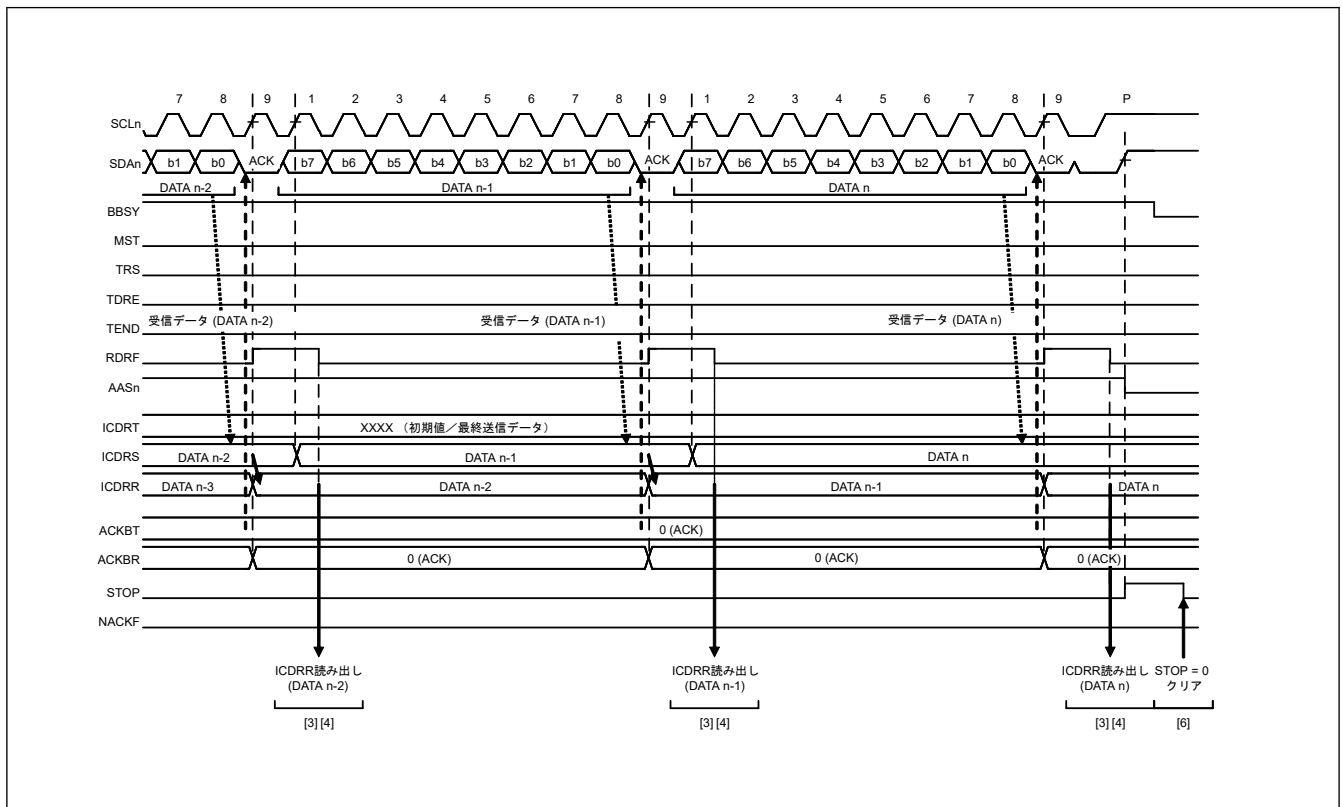 7 8 9 1 2 3 4 5 6 7 8 9 1 2 3 4 5 6 7 8 9 P
SCLn
SDAn b1 b0 ACK b7 b6 b5 b4 b3 b2 b1 b0 ACK b7 b6 b5 b4 b3 b2 b1 b0 ACK
DATA n-2 DATA n-1 DATA n
BBSY
MST
TRS
TDRE
受信データ (DATA n-2) 受信データ (DATA n-1) 受信データ (DATA n)
TEND
RDRF
AASn
ICDRT XXXX （初期値／最終送信データ）
ICDRS DATA n-2 DATA n-1 DATA n
ICDRR DATA n-3 DATA n-2 DATA n-1 DATA n
ACKBT 0 (ACK)
ACKBR 0 (ACK) 0 (ACK) 0 (ACK)
STOP
NACKF
ICDRR読み出し ICDRR読み出し ICDRR読み出し STOP = 0
(DATA n-2) (DATA n-1) (DATA n) クリア
[3] [4] [3] [4] [3] [4] [6]